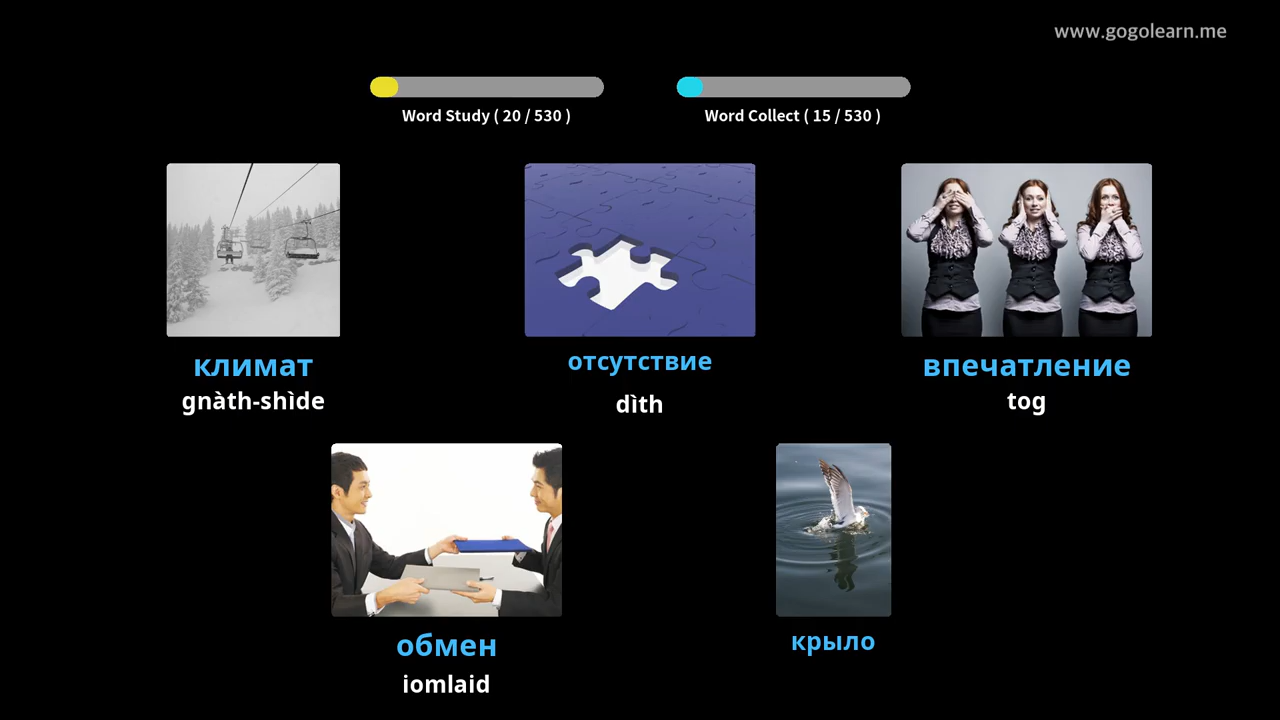 www.gogolearn.me
Word Study ( 20 / 530 )
Word Collect ( 15 / 530 )
климат
gnàth-shìde
отсутствие
dìth
впечатление
tog
обмен
iomlaid
крыло